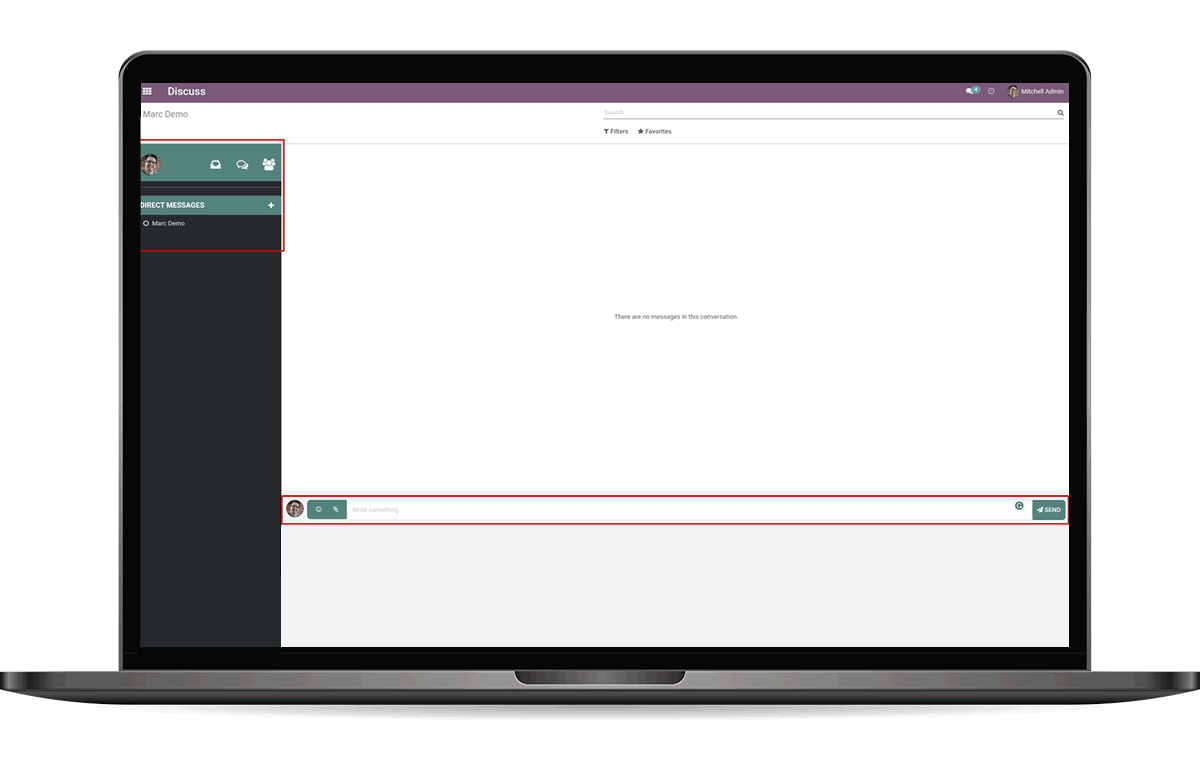 Discuss
4
Mitchell Admin
Marc Demo
Search...
Filters
Favorites
DIRECT MESSAGES
Marc Demo
There are no messages in this conversation.
Write something...
SEND